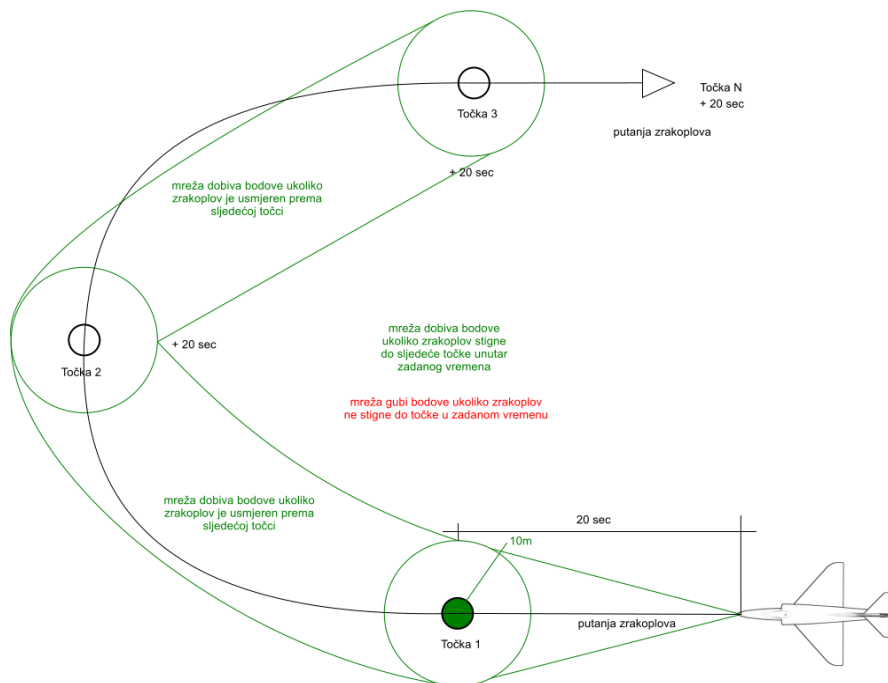 Točka N
+ 20 sec
Točka 3
putanja zrakoplova
+ 20 sec
mreža dobiva bodove ukoliko
zrakoplov je usmjeren prema
sljedećoj točci
mreža dobiva bodove
ukoliko zrakoplov stigne
do sljedeće točke unutar
zadanog vremena
+ 20 sec
Točka 2
mreža gubi bodove ukoliko zrakoplov
ne stigne do točke u zadanom vremenu
mreža dobiva bodove ukoliko
zrakoplov je usmjeren prema
sljedećoj točci
20 sec
10m
putanja zrakoplova
Točka 1